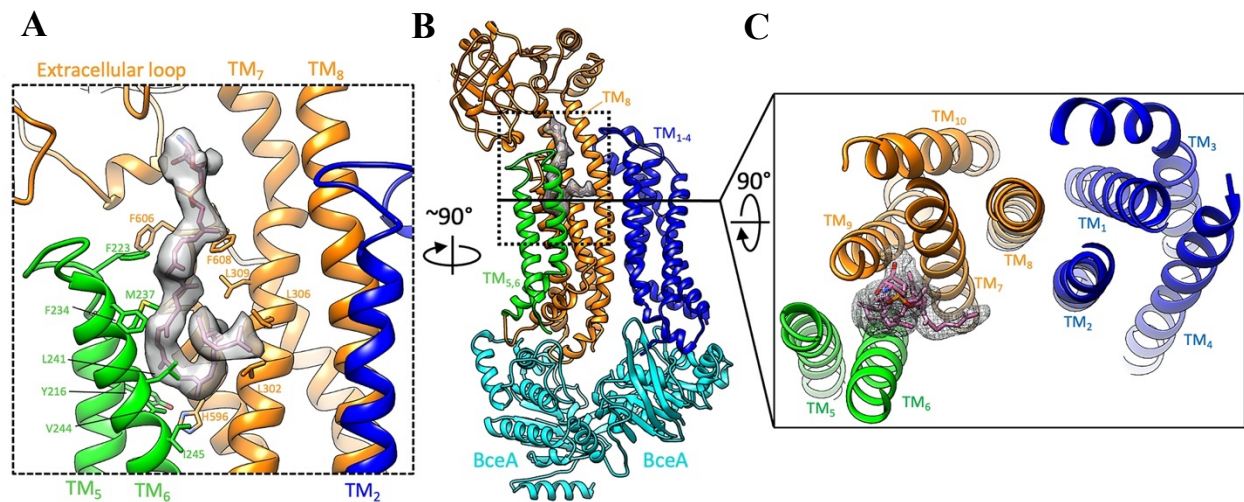 A
B
C
Extracellular loop
TM7
TM8
F606
F223
F608
L309
M237
F234
L306
L241
Y216
L302
V244
H596
I245
TM5
TM6
TM2
~90°
TM8
TM1-4
TM5,6
BceA
BceA
90°
TM10
TM3
TM9
TM1
TM8
TM7
TM2
TM4
TM5
TM6